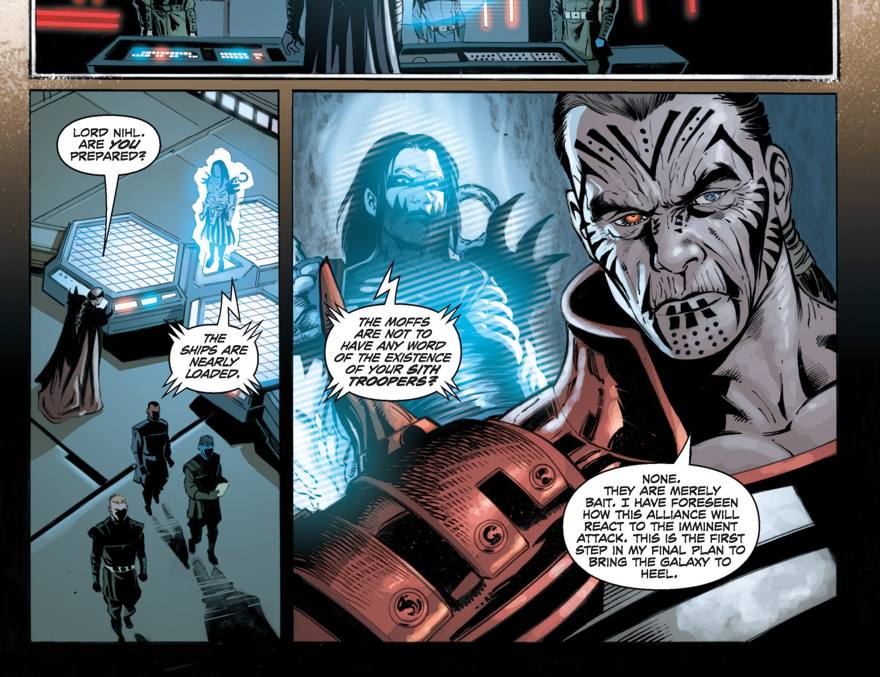 LORD NIHL.
ARE YOU
PREPARED?
THE
SHIPS ARE
NEARLY
LOADED.
THE MOFFS
ARE NOT TO
HAVE ANY WORD
OF THE EXISTENCE
OF YOUR SITH
TROOPERS?
NONE.
THEY ARE MERELY
BAIT. I HAVE FORESEEN
HOW THIS ALLIANCE WILL
REACT TO THE IMMINENT
ATTACK. THIS IS THE FIRST
STEP IN MY FINAL PLAN TO
BRING THE GALAXY TO
HEEL.